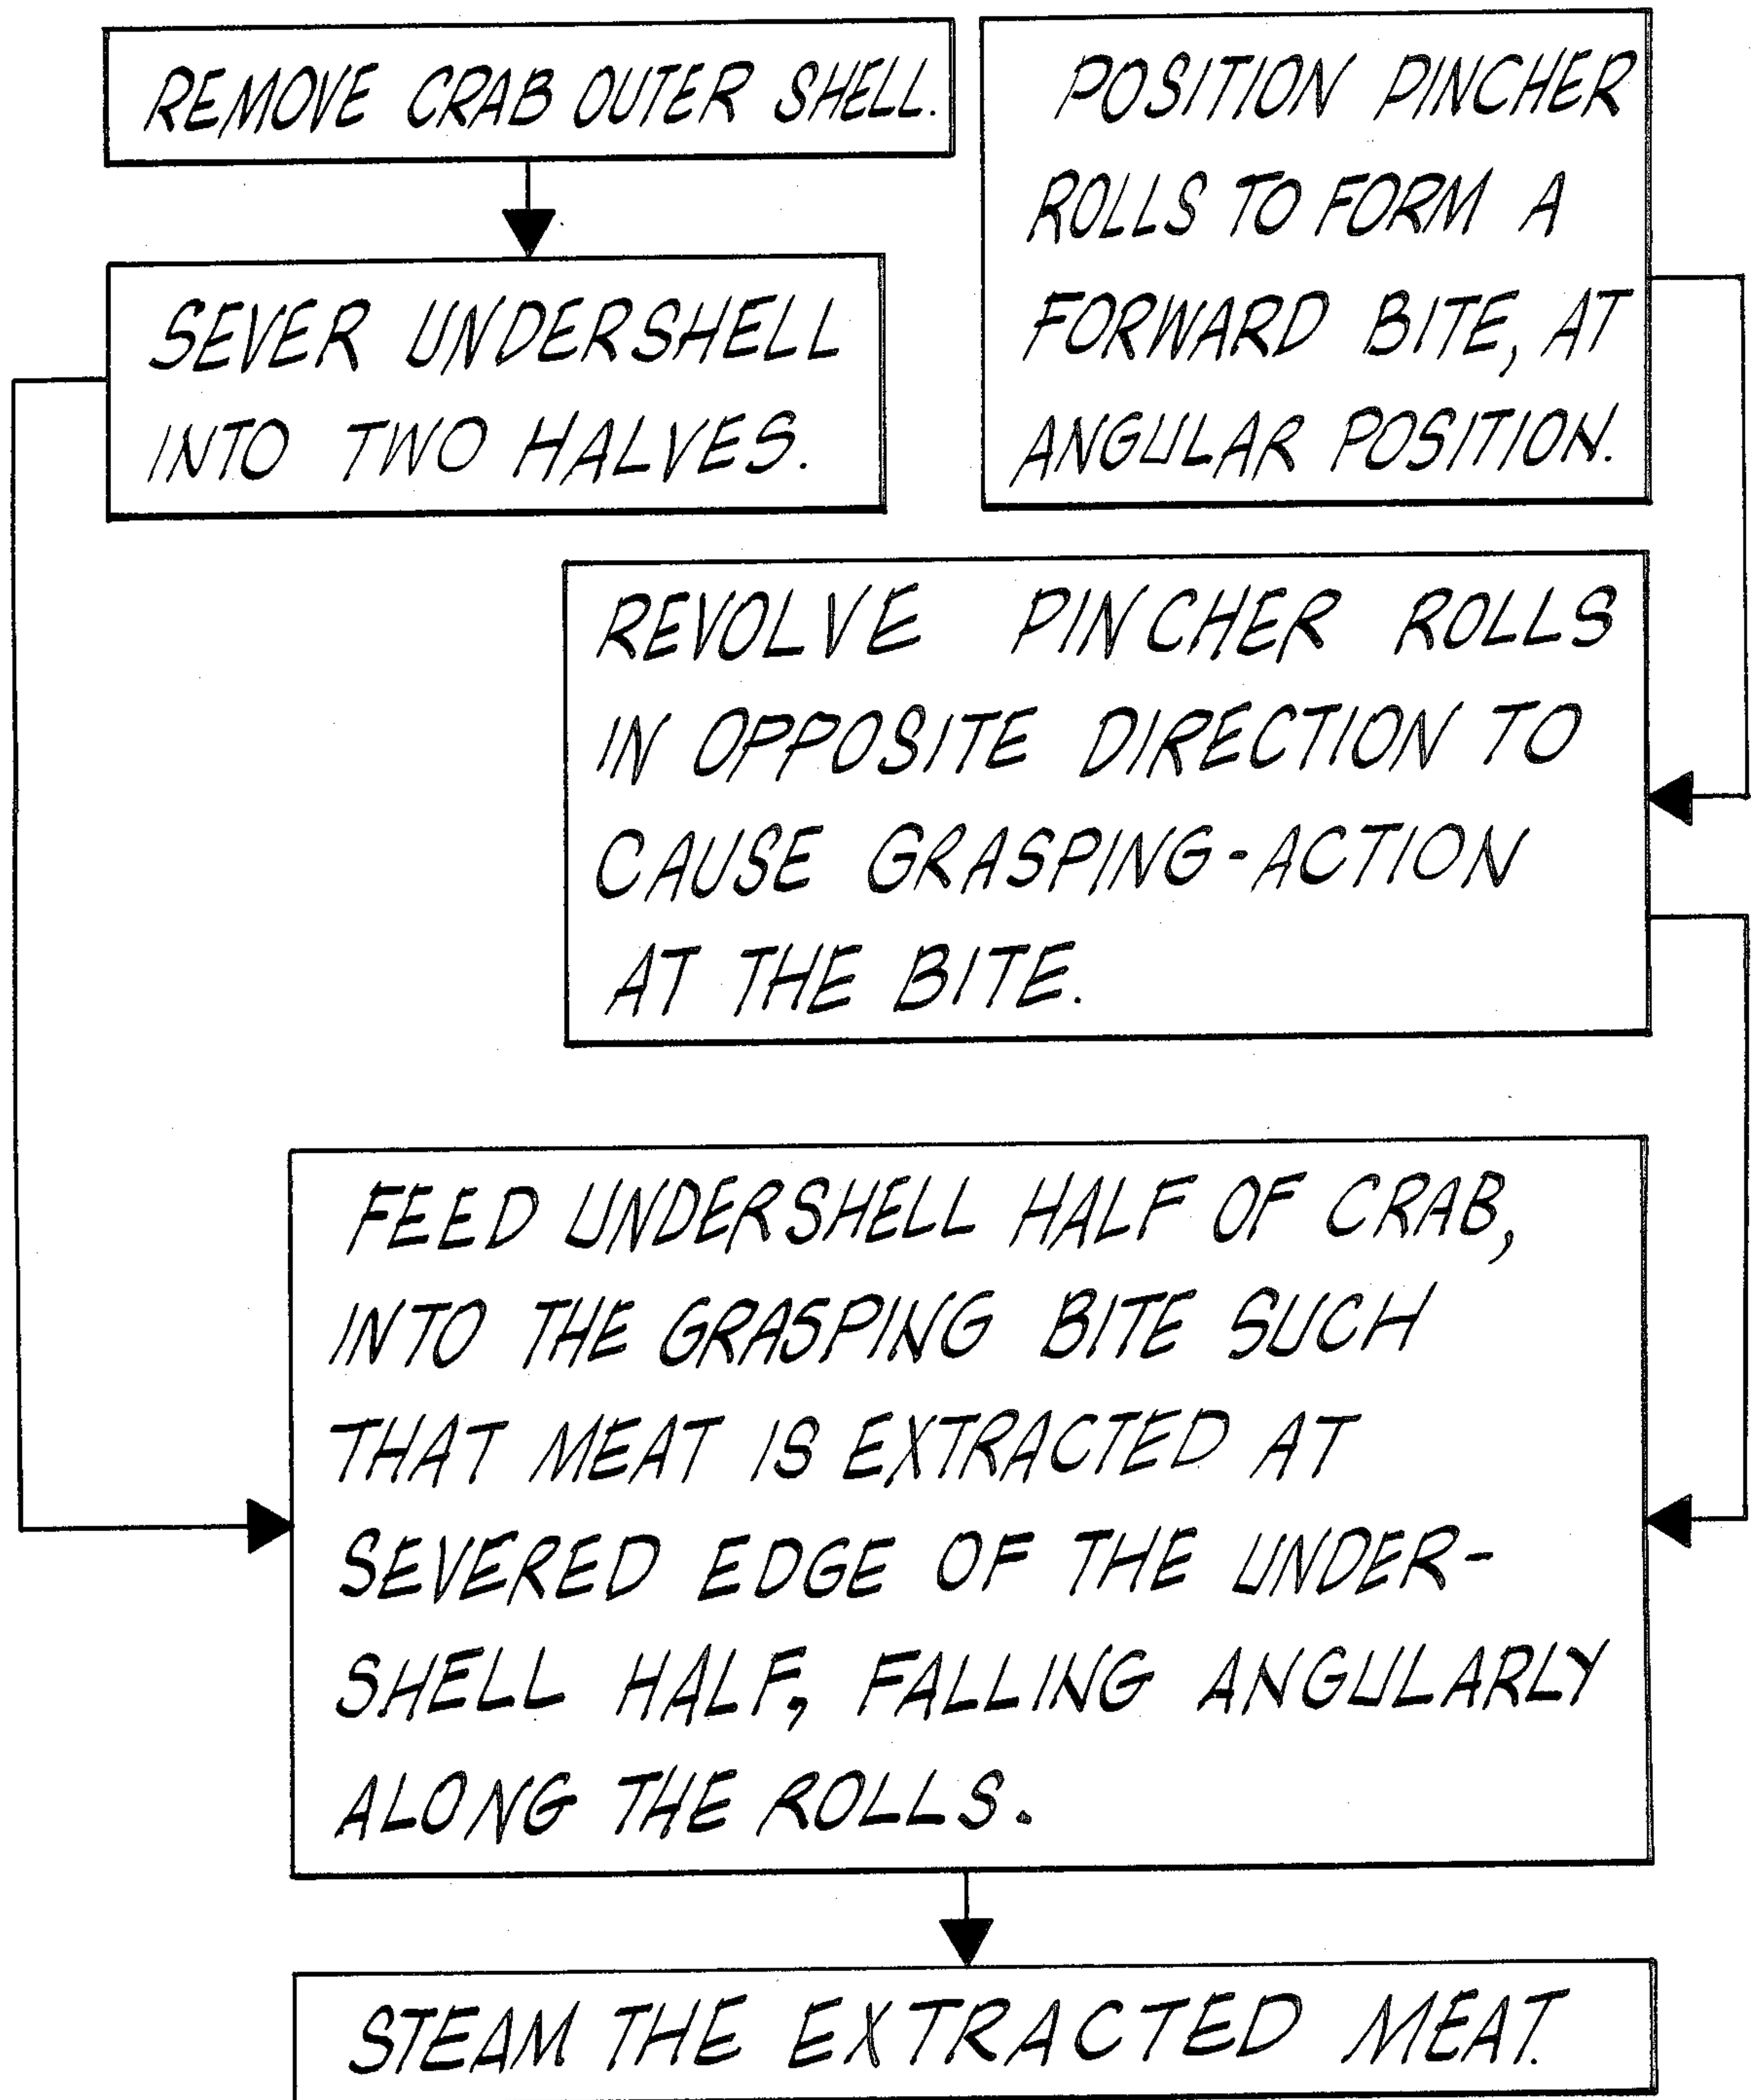 REMOVE CRAB OUTER SHELL.
SEVER UNDERSHELL
INTO TWO HALVES.
POSITION PINCHER
ROLLS TO FORM A
FORWARD BITE, AT
ANGULAR POSITION.
REVOLVE PINCHER ROLLS
IN OPPOSITE DIRECTION TO
CAUSE GRASPING-ACTION
AT THE BITE.
FEED UNDERSHELL HALF OF CRAB,
INTO THE GRASPING BITE SUCH
THAT MEAT IS EXTRACTED AT
SEVERED EDGE OF THE UNDER-
SHELL HALF, FALLING ANGULARLY
ALONG THE ROLLS.
STEAM THE EXTRACTED MEAT.